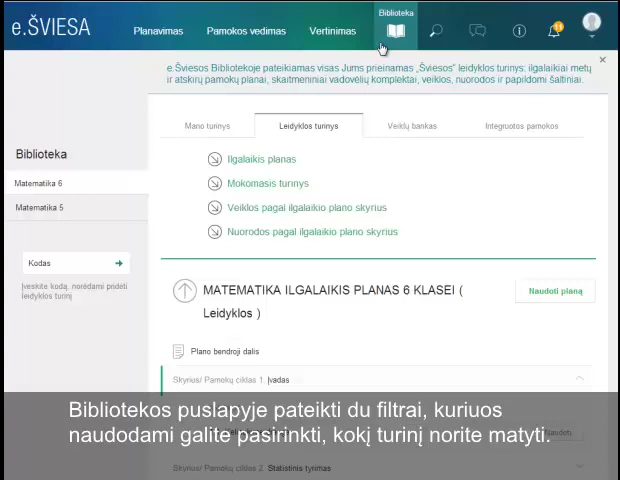 Biblioteka
e.ŠVIESA
Planavimas
Pamokos vedimas
Vertinimas
11
e.Šviesos Bibliotekoje pateikiamas visas Jums prieinamas „Šviesos“ leidyklos turinys: ilgalaikiai metų
ir atskirų pamokų planai, skaitmeniniai vadovėlių komplektai, veiklos, nuorodos ir papildomi šaltiniai.
Mano turinys
Leidyklos turinys
Veiklų bankas
Integruotos pamokos
Biblioteka
Matematika 6
Matematika 5
Kodas
Įveskite kodą, norėdami pridėti
leidyklos turinį
Ilgalaikis planas
Mokomasis turinys
Veiklos pagal ilgalaikio plano skyrius
Nuorodos pagal ilgalaikio plano skyrius
MATEMATIKA ILGALAIKIS PLANAS 6 KLASEI (
Leidyklos )
Naudoti planą
Plano bendroji dalis
Skyrius/ Pamokų ciklas 1. Įvadas
Bibliotekos puslapyje pateikti du filtrai, kuriuos
naudodami galite pasirinkti, kokį turinį norite matyti.
Naudoti
Skyrius/ Pamokų ciklas 2. Statistinis tyrimas